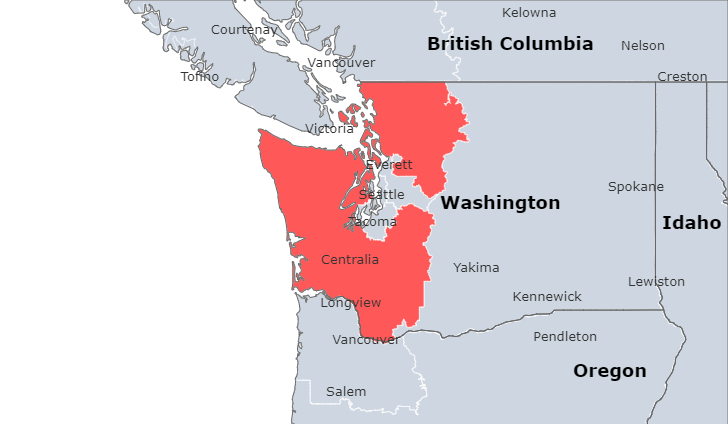 Kelowna
Courtenay
British Columbia
Nelson
Vancouver
Tofino
Creston
Victoria
Everett
Spokane
Seattle
Washington
Tacoma
Idaho
Centralia
Yakima
Lewiston
Kennewick
Longview
Pendleton
Vancouver
Oregon
Salem